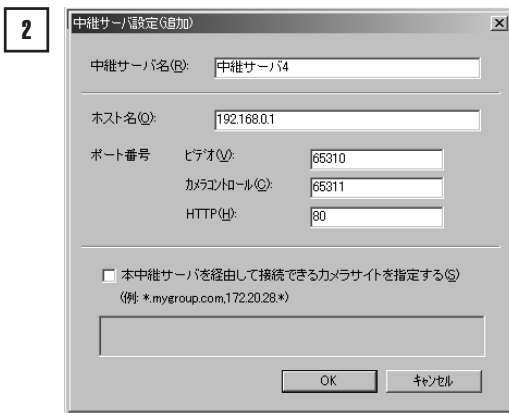 2
中継サーバ設定(追加)
中継サーバ名(R): 中継サーバ4
ホスト名(O): 192.168.0.1
ポート番号 ビデオ(V): 65310
カメラコントロール(C): 65311
HTTP(H): 80
本中継サーバを経由して接続できるカメラサイトを指定する(S)
(例: *.mygroup.com,172.20.28.*)
OK キャンセル